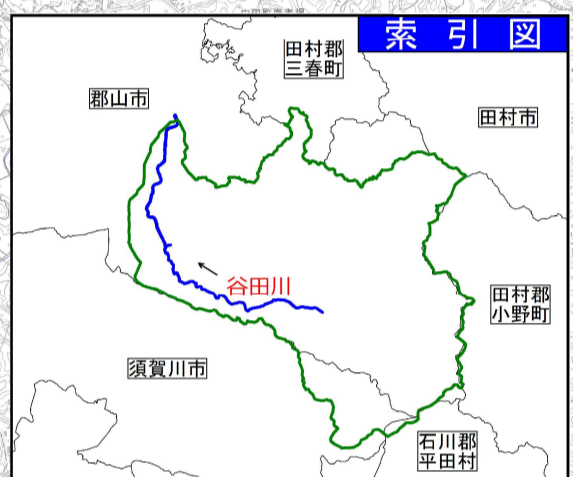 索引図
田村郡
三春町
郡山市
田村市
谷田川
田村郡
小野町
須賀川市
石川郡
平田村